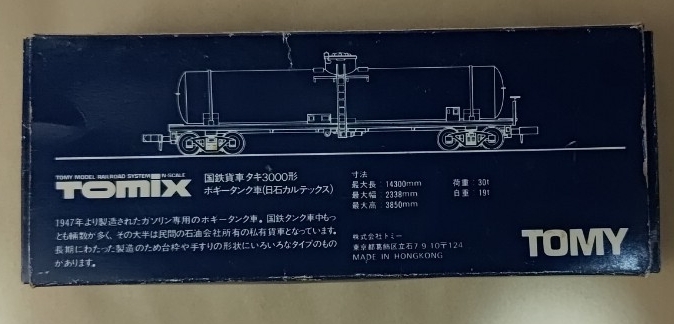 TOMY MODEL RAILROAD SYSTEM N-SCALE
TOMIX
国鉄貨車タキ3000形
ボギータンク車(日石カルテックス)
1947年より製造されたガソリン専用のボギータンク車。国鉄タンク車中もっ
とも輛数が多く、その大半は民間の石油会社所有の私有貨車となっています。
長期にわたった製造のため台枠や手すりの形状にいろいろなタイプのもの
があります。
寸法
最大長: 14300mm 荷重: 30t
最大幅: 2338mm 自重: 19t
最大高: 3850mm
株式会社トミー
東京都葛飾区立石7 9 10〒124
MADE IN HONGKONG
TOMY